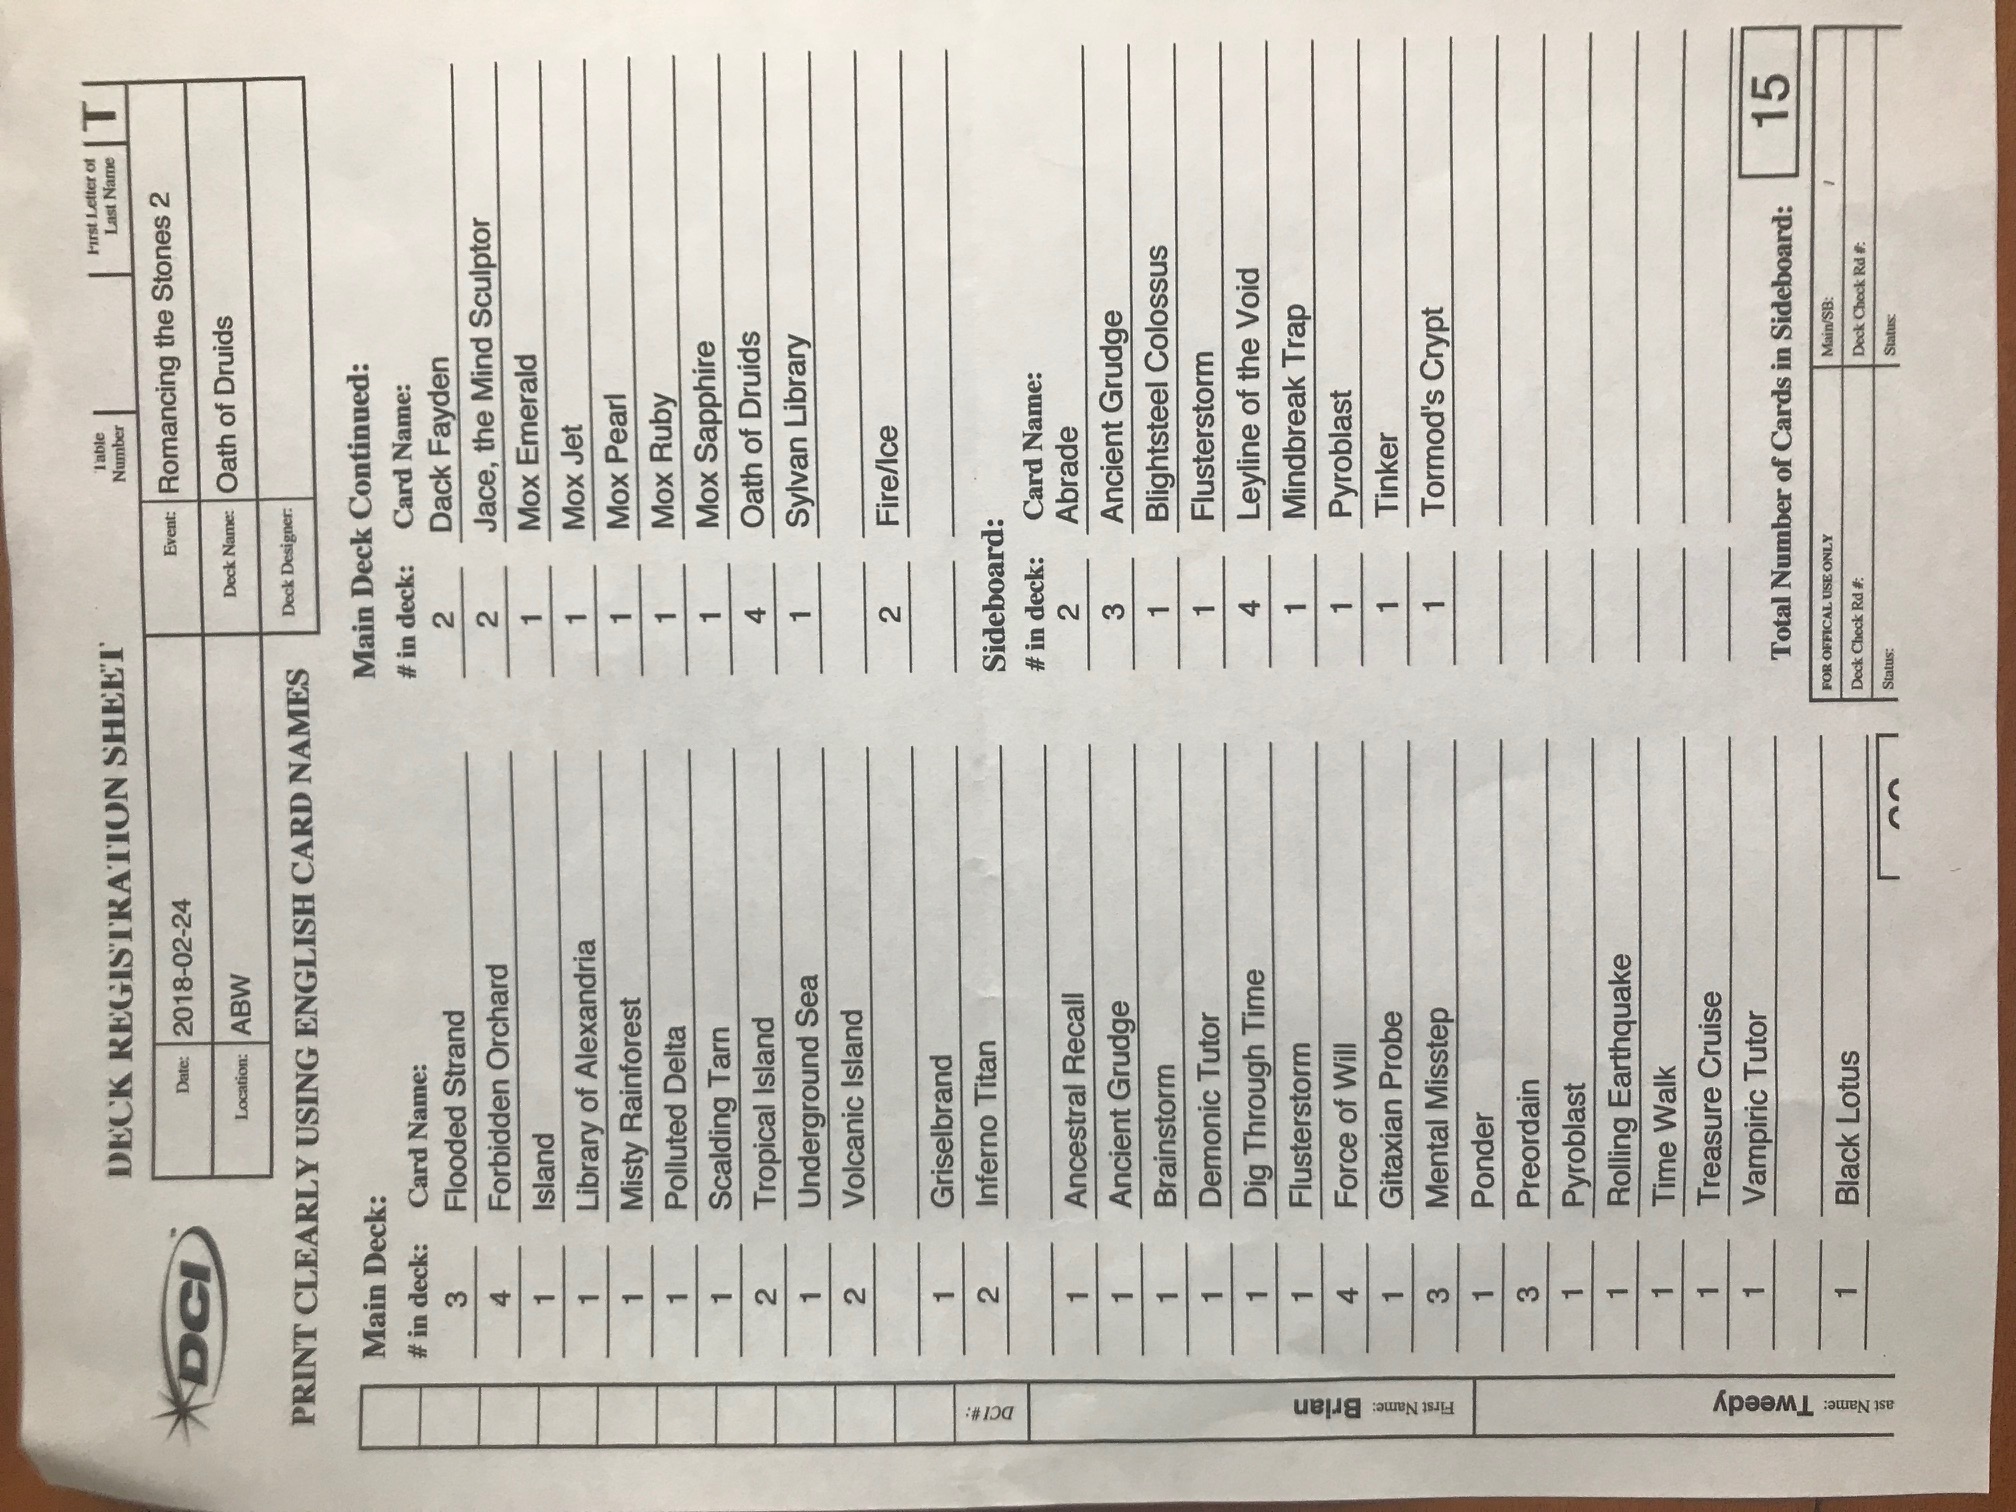 DECK REGISTRATION SHEET
Table Number
First Letter of Last Name T
DCI
Date: 2018-02-24
Event: Romancing the Stones 2
Location: ABW
Deck Name: Oath of Druids
Deck Designer:
PRINT CLEARLY USING ENGLISH CARD NAMES
Main Deck:
# in deck: Card Name:
3 Flooded Strand
4 Forbidden Orchard
1 Island
1 Library of Alexandria
1 Misty Rainforest
1 Polluted Delta
1 Scalding Tarn
2 Tropical Island
1 Underground Sea
2 Volcanic Island
1 Griselbrand
2 Inferno Titan
1 Ancestral Recall
1 Ancient Grudge
1 Brainstorm
1 Demonic Tutor
1 Dig Through Time
1 Flusterstorm
4 Force of Will
1 Gitaxian Probe
3 Mental Misstep
1 Ponder
3 Preordain
1 Pyroblast
1 Rolling Earthquake
1 Time Walk
1 Treasure Cruise
1 Vampiric Tutor
1 Black Lotus
Main Deck Continued:
# in deck: Card Name:
2 Dack Fayden
2 Jace, the Mind Sculptor
1 Mox Emerald
1 Mox Jet
1 Mox Pearl
1 Mox Ruby
1 Mox Sapphire
4 Oath of Druids
1 Sylvan Library
2 Fire/Ice
Sideboard:
# in deck: Card Name:
2 Abrade
3 Ancient Grudge
1 Blightsteel Colossus
1 Flusterstorm
4 Leyline of the Void
1 Mindbreak Trap
1 Pyroblast
1 Tinker
1 Tormod's Crypt
Total Number of Cards in Sideboard: 15
FOR OFFICAL USE ONLY
Main/SB: /
Deck Check Rd #:
Deck Check Rd #:
Status:
Status:
DCI #:
First Name: Brian
ast Name: Tweedy